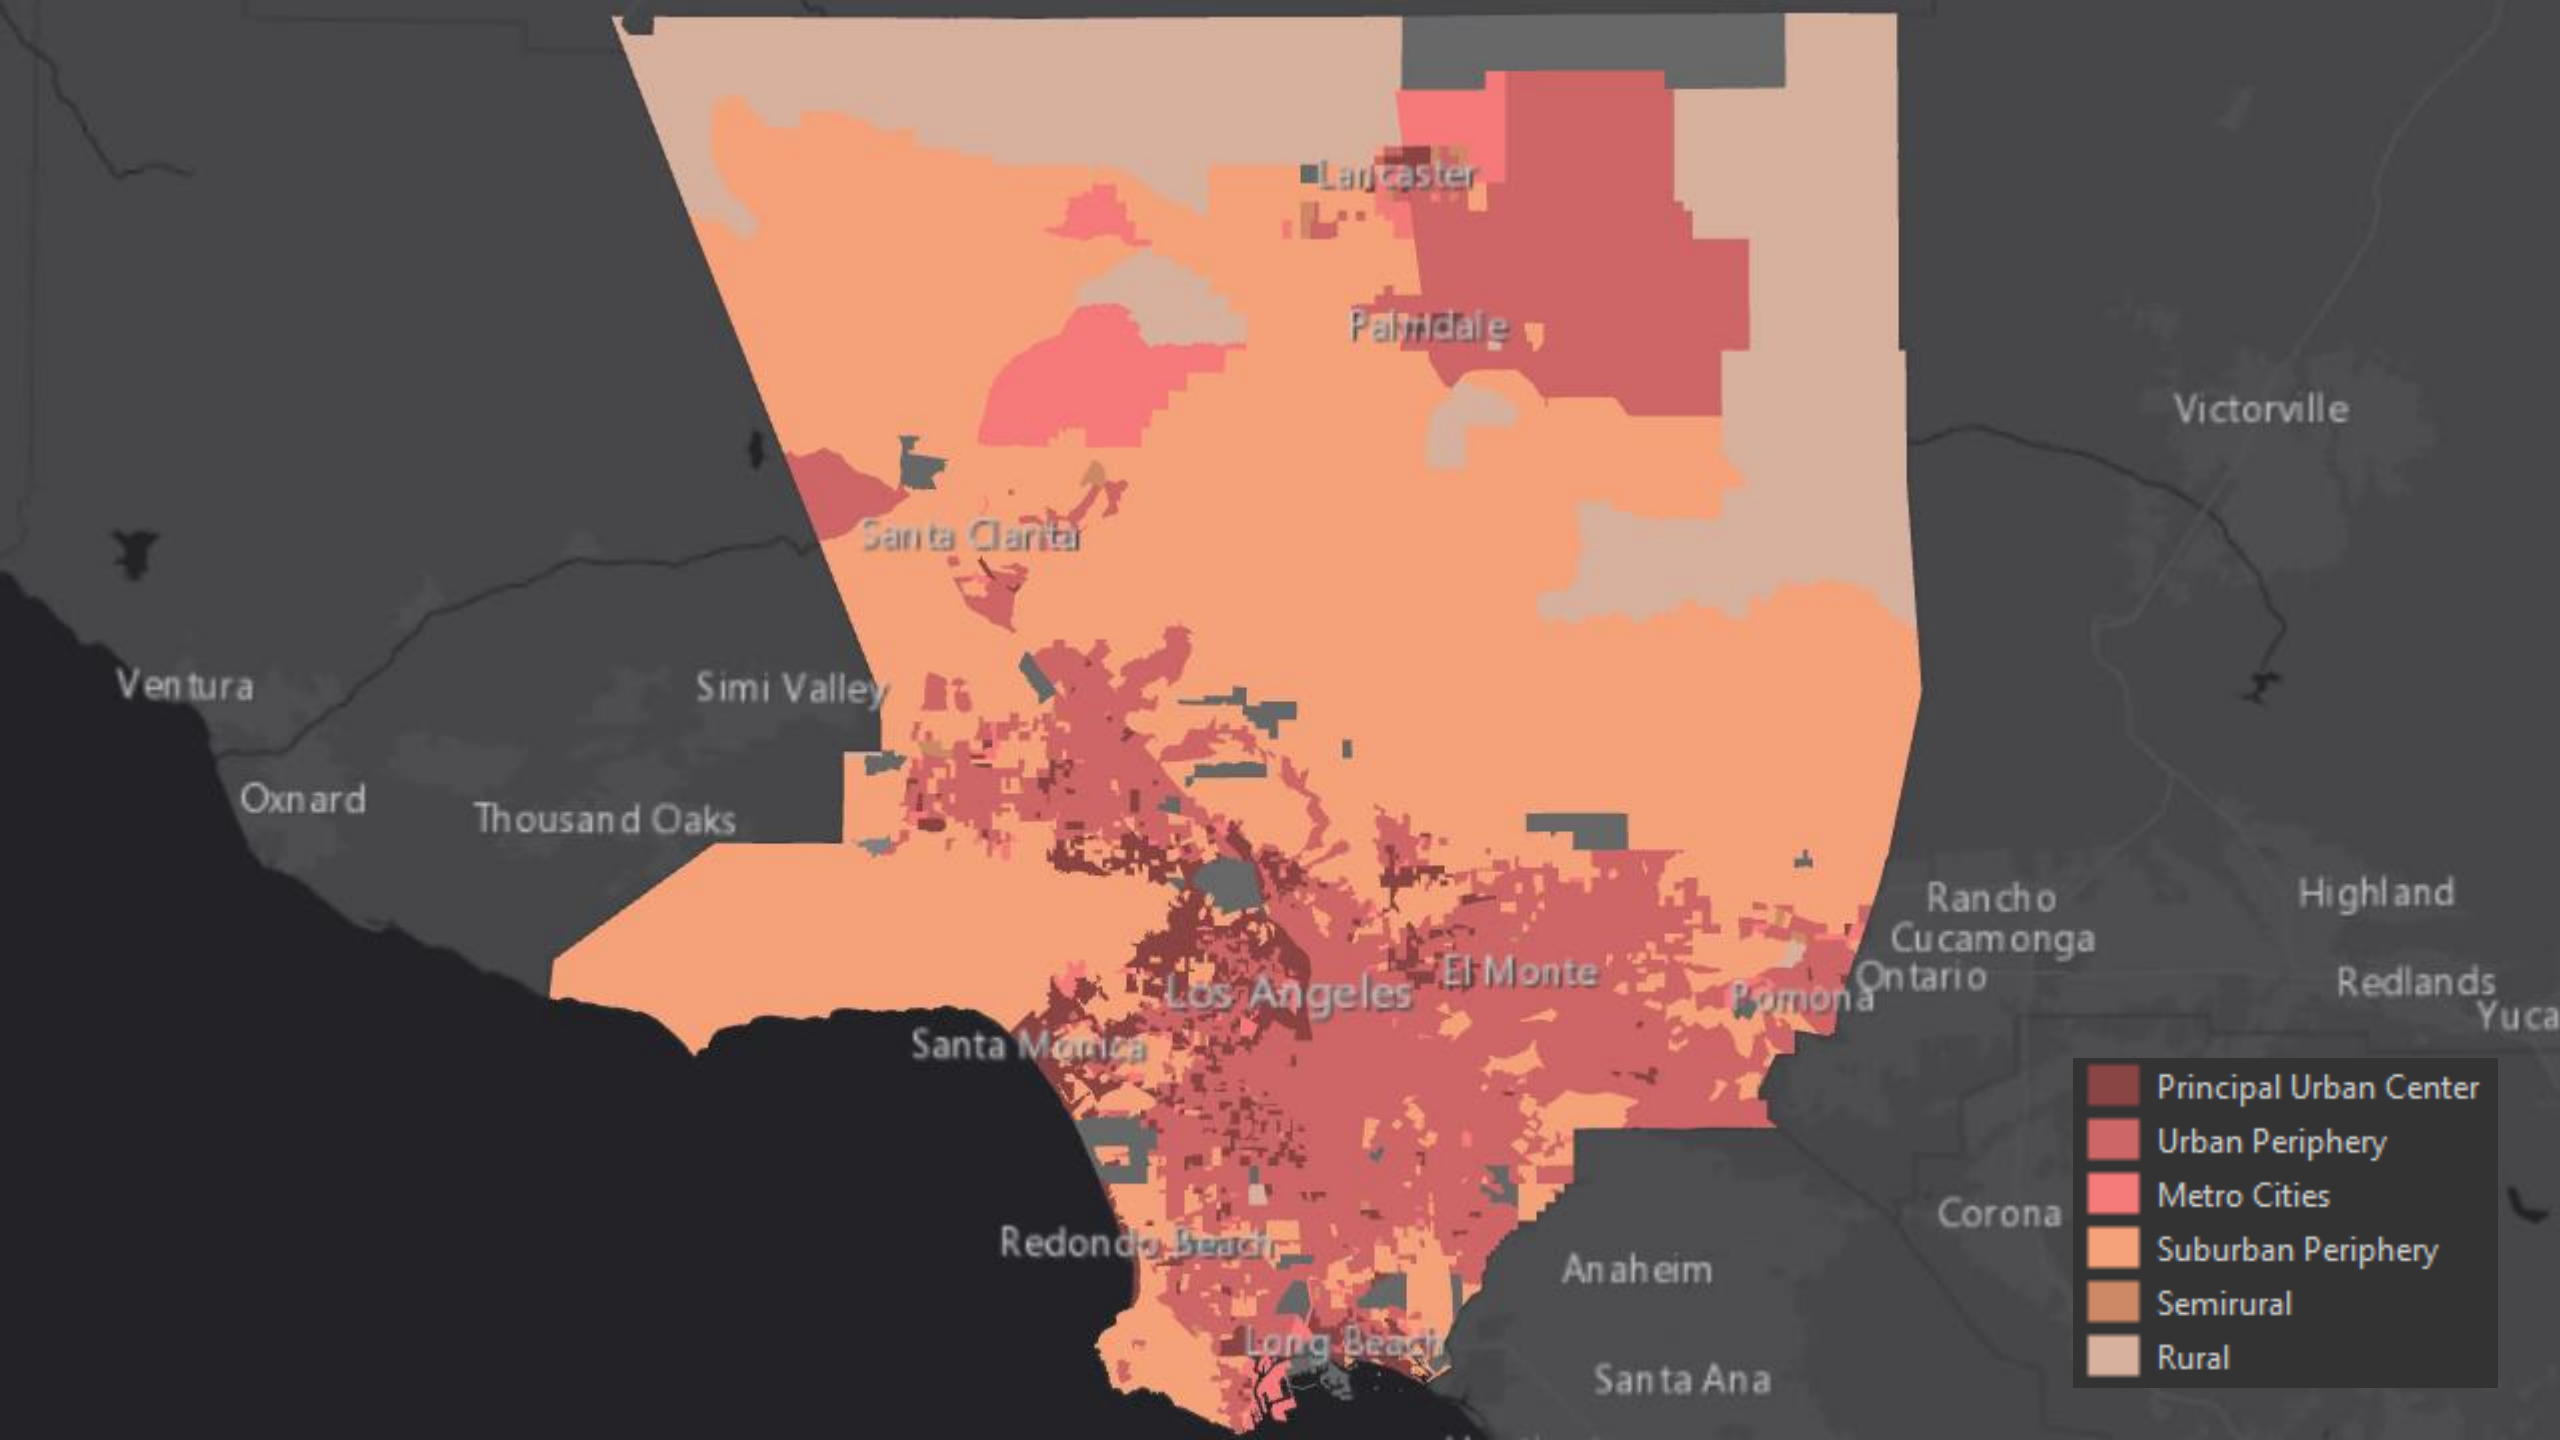 Lancaster
Palmdale
Victorville
Santa Clarita
Ventura
Simi Valley
Oxnard
Thousand Oaks
Rancho
Cucamonga
Highland
Los Angeles
El Monte
Pomona
Ontario
Redlands
Yuca
Santa Monica
Corona
Redondo Beach
Anaheim
Long Beach
Santa Ana
Principal Urban Center
Urban Periphery
Metro Cities
Suburban Periphery
Semirural
Rural